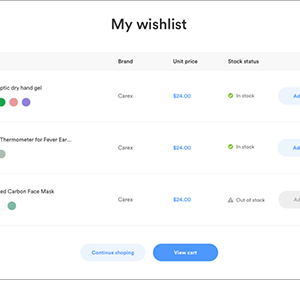 My wishlist
Brand Unit price Stock status
ptic dry hand gel
Carex $24.00 In stock Ad
Thermometer for Fever Ear...
Carex $24.00 In stock Ad
ed Carbon Face Mask
Carex $24.00 Out of stock Ad
Continue shoping View cart